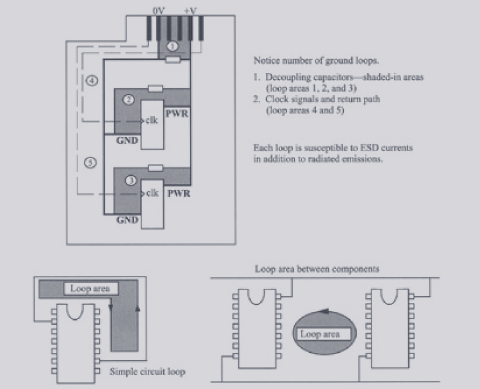 0V +V
1
Notice number of ground loops.
1. Decoupling capacitors—shaded-in areas
(loop areas 1, 2, and 3)
2. Clock signals and return path
(loop areas 4 and 5)
Each loop is susceptible to ESD currents
in addition to radiated emissions.
4
2
clk
PWR
GND
5
3
clk
PWR
GND
Loop area
Simple circuit loop
Loop area between components
Loop area